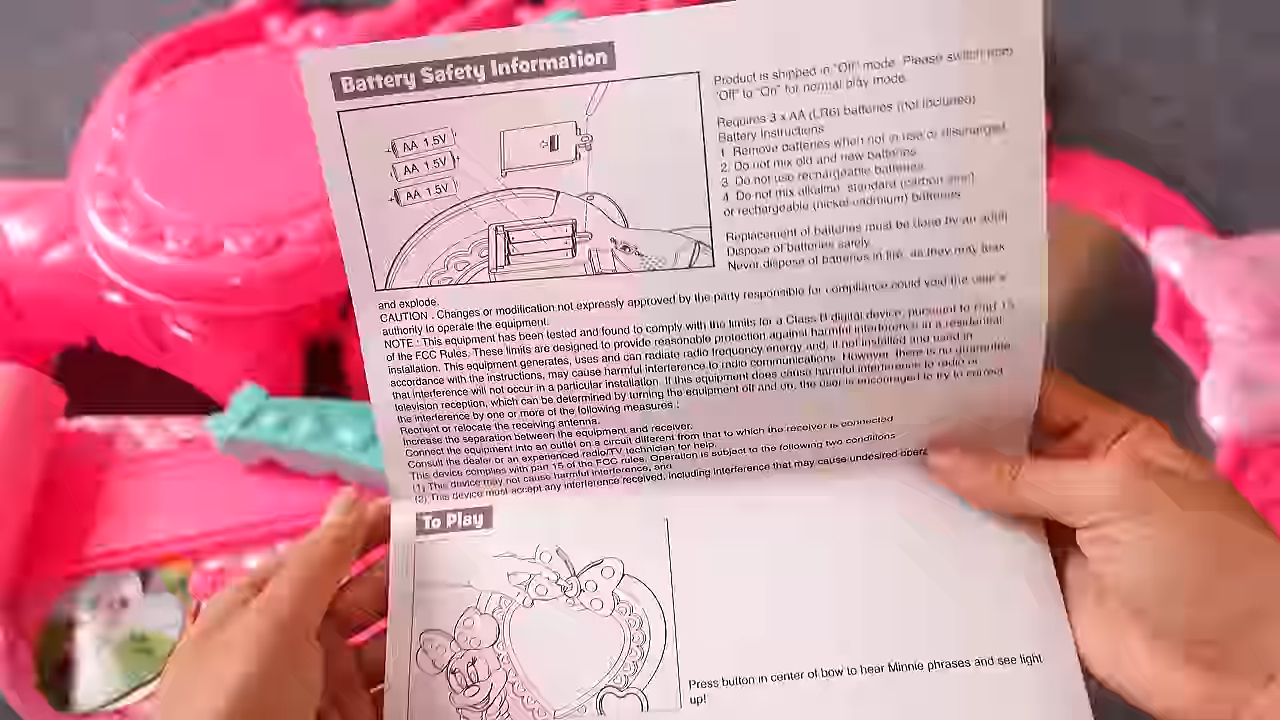 Battery Safety Information
AA 1.5V
AA 1.5V
AA 1.5V
Product is shipped in "Off" mode. Please switch from
"Off" to "On" for normal play mode.
Requires 3 x AA (LR6) batteries (not included)
Battery Instructions
1. Remove batteries when not in use or discharged.
2. Do not mix old and new batteries.
3. Do not use rechargeable batteries.
4. Do not mix alkaline, standard (carbon-zinc)
or rechargeable (nickel-cadmium) batteries.
Replacement of batteries must be done by an adult
Dispose of batteries safely.
Never dispose of batteries in fire, as they may leak
and explode.
CAUTION : Changes or modification not expressly approved by the party responsible for compliance could void the user's
authority to operate the equipment.
NOTE : This equipment has been tested and found to comply with the limits for a Class B digital device, pursuant to Part 15
of the FCC Rules. These limits are designed to provide reasonable protection against harmful interference in a residential
installation. This equipment generates, uses and can radiate radio frequency energy and, if not installed and used in
accordance with the instructions, may cause harmful interference to radio communications. However, there is no guarantee
that interference will not occur in a particular installation. If this equipment does cause harmful interference to radio or
television reception, which can be determined by turning the equipment off and on, the user is encouraged to try to correct
the interference by one or more of the following measures :
Reorient or relocate the receiving antenna.
Increase the separation between the equipment and receiver.
Connect the equipment into an outlet on a circuit different from that to which the receiver is connected
Consult the dealer or an experienced radio/TV technician for help.
This device complies with part 15 of the FCC rules. Operation is subject to the following two conditions
(1) This device may not cause harmful interference, and
(2) This device must accept any interference received, including interference that may cause undesired opera
To Play
Press button in center of bow to hear Minnie phrases and see light
up!